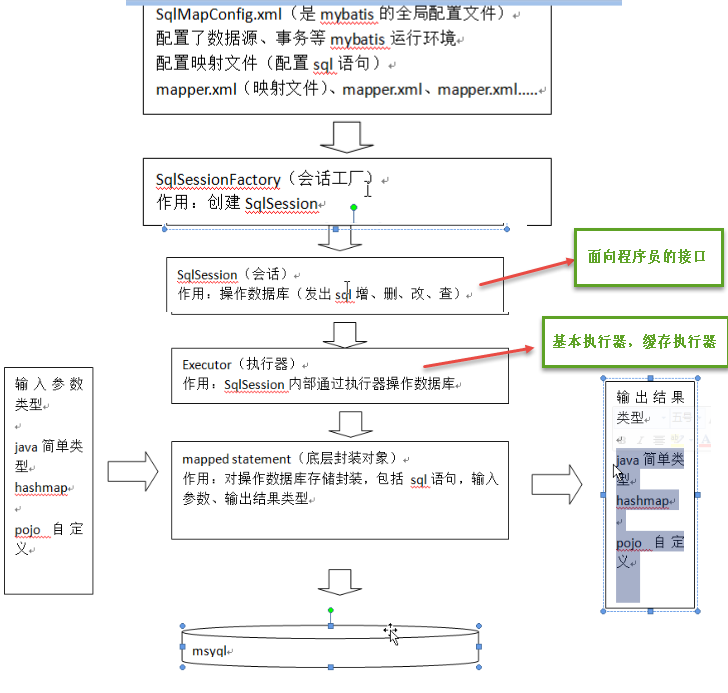 SqlMapConfig.xml（是 mybatis 的全局配置文件）
配置了数据源、事务等 mybatis 运行环境
配置映射文件（配置 sql 语句）
mapper.xml（映射文件）、mapper.xml、mapper.xml.....
SqlSessionFactory（会话工厂）
作用：创建 SqlSession
SqlSession（会话）
作用：操作数据库（发出 sql 增、删、改、查）
面向程序员的接口
Executor（执行器）
作用：SqlSession 内部通过执行器操作数据库
基本执行器，缓存执行器
输入参数
类型
java 简单类
型
hashmap
pojo 自定
义
mapped statement（底层封装对象）
作用：对操作数据库存储封装，包括 sql 语句，输入
参数、输出结果类型
输出结果
类型
java 简单类
型
hashmap
pojo 自定
义
msyql